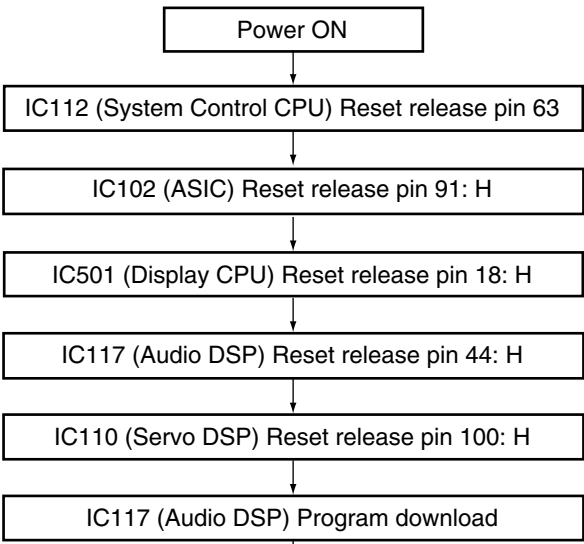 Power ON
IC112 (System Control CPU) Reset release pin 63
IC102 (ASIC) Reset release pin 91: H
IC501 (Display CPU) Reset release pin 18: H
IC117 (Audio DSP) Reset release pin 44: H
IC110 (Servo DSP) Reset release pin 100: H
IC117 (Audio DSP) Program download